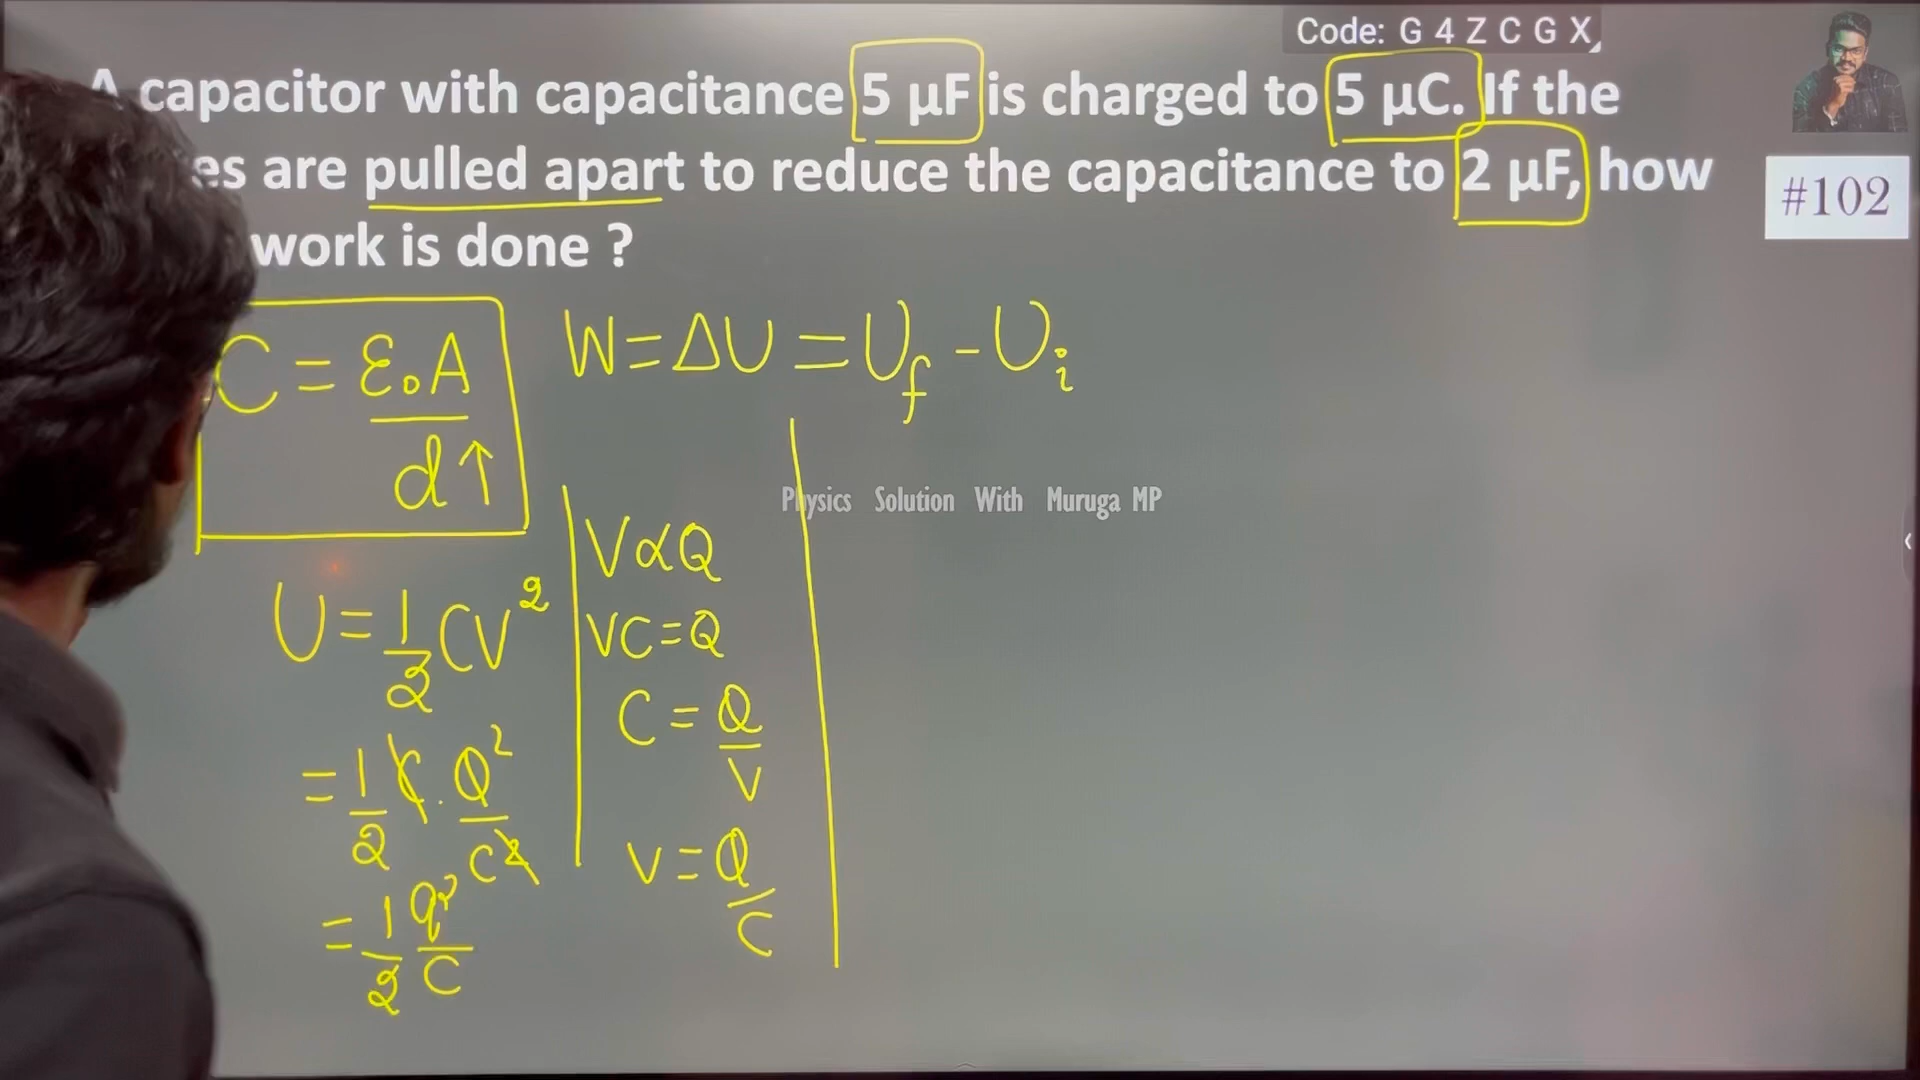 Code: G 4 Z C G X
A capacitor with capacitance 5 μF is charged to 5 μC. If the
es are pulled apart to reduce the capacitance to 2 μF, how
work is done ?
#102
C = ε₀A/d↑
W = ΔU = U_f - U_i
Physics Solution With Muruga MP
U = 1/2 CV²
= 1/2 C · Q²/C²
= 1/2 q²/C
V ∝ Q
VC = Q
C = Q/V
V = Q/C